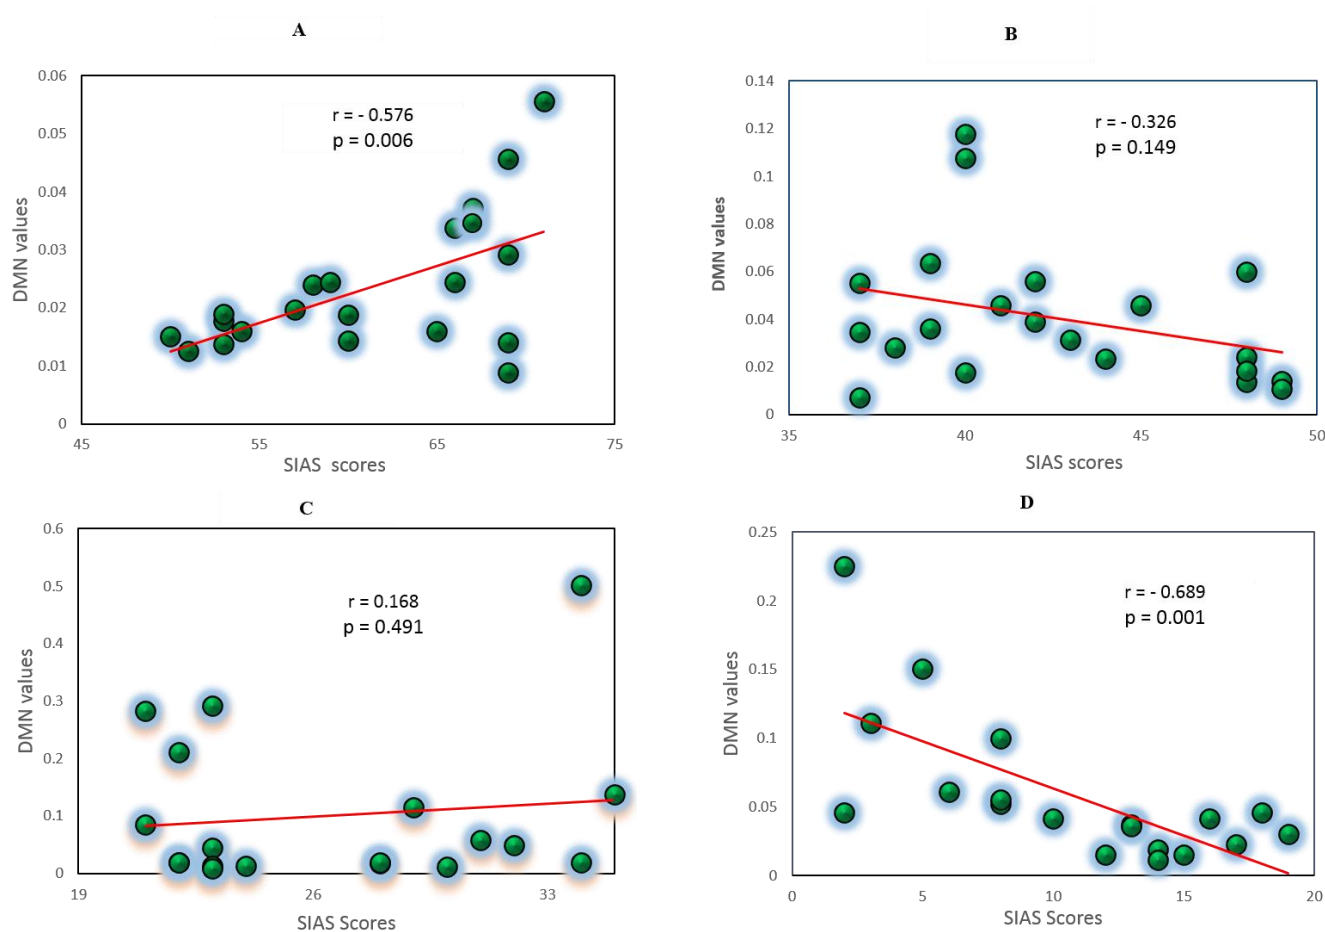 A
0.06
0.05
0.04
0.03
0.02
0.01
0
DMN values
r = - 0.576
p = 0.006
45 55 65 75
SIAS scores
B
0.14
0.12
0.1
0.08
0.06
0.04
0.02
0
DMN values
r = - 0.326
p = 0.149
35 40 45 50
SIAS scores
C
0.6
0.5
0.4
0.3
0.2
0.1
0
DMN values
r = 0.168
p = 0.491
19 26 33
SIAS Scores
D
0.25
0.2
0.15
0.1
0.05
0
DMN values
r = - 0.689
p = 0.001
0 5 10 15 20
SIAS Scores